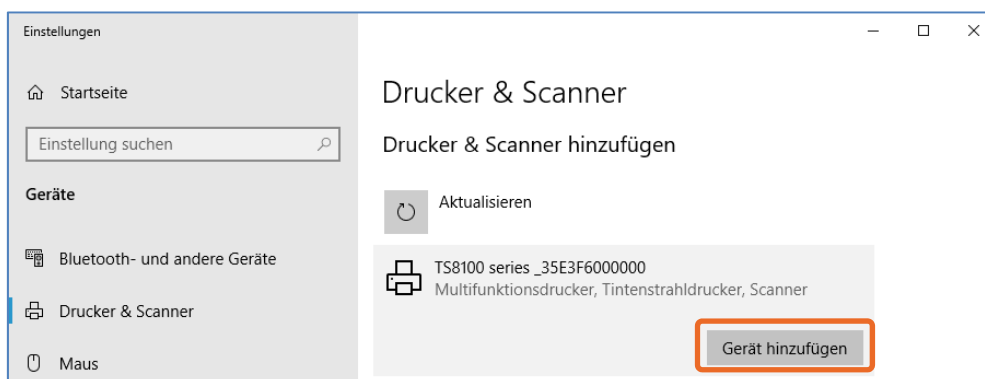 Einstellungen
Startseite
Einstellung suchen
Geräte
Bluetooth- und andere Geräte
Drucker & Scanner
Maus
Drucker & Scanner
Drucker & Scanner hinzufügen
Aktualisieren
TS8100 series _35E3F6000000
Multifunktionsdrucker, Tintenstrahldrucker, Scanner
Gerät hinzufügen